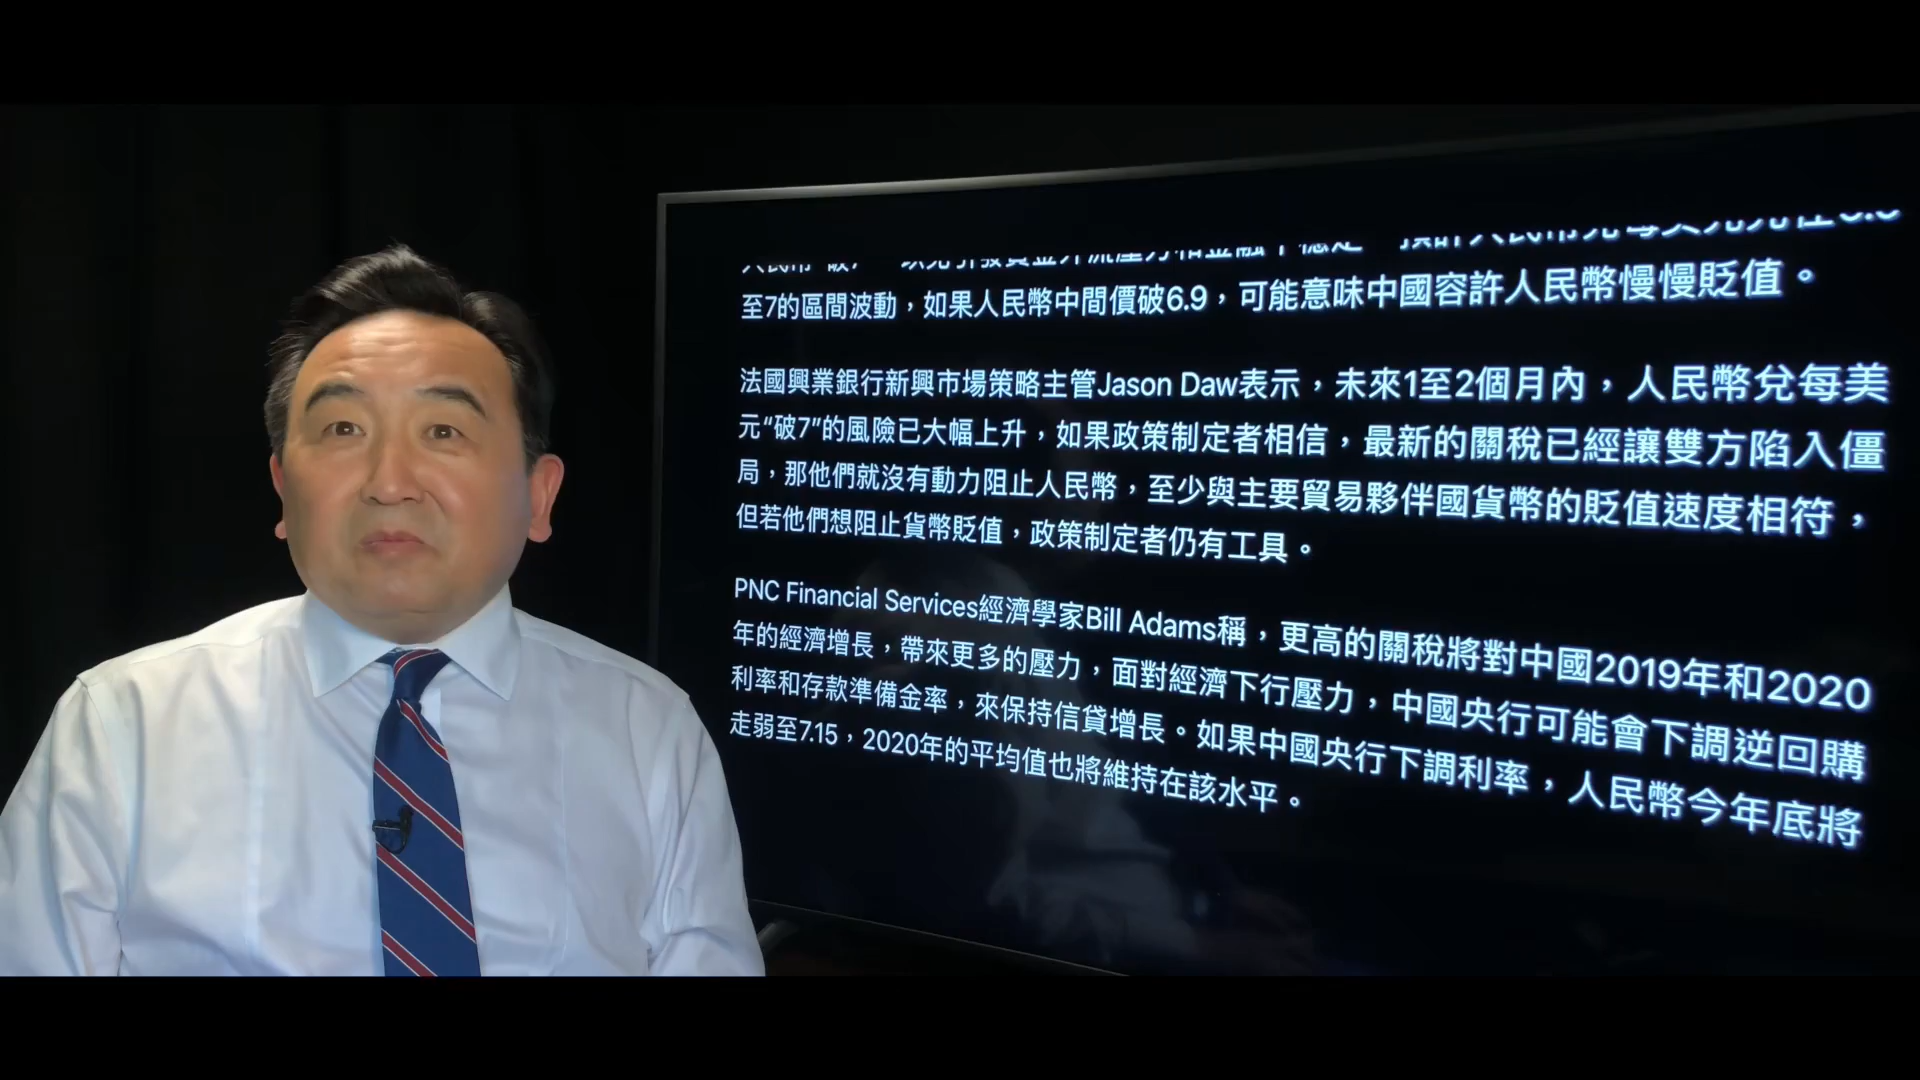 至7的區間波動，如果人民幣中間價破6.9，可能意味中國容許人民幣慢慢貶值。
法國興業銀行新興市場策略主管Jason Daw表示，未來1至2個月內，人民幣兌每美
元“破7”的風險已大幅上升，如果政策制定者相信，最新的關稅已經讓雙方陷入僵
局，那他們就沒有動力阻止人民幣，至少與主要貿易夥伴國貨幣的貶值速度相符，
但若他們想阻止貨幣貶值，政策制定者仍有工具。
PNC Financial Services經濟學家Bill Adams稱，更高的關稅將對中國2019年和2020
年的經濟增長，帶來更多的壓力，面對經濟下行壓力，中國央行可能會下調逆回購
利率和存款準備金率，來保持信貸增長。如果中國央行下調利率，人民幣今年底將
走弱至7.15，2020年的平均值也將維持在該水平。